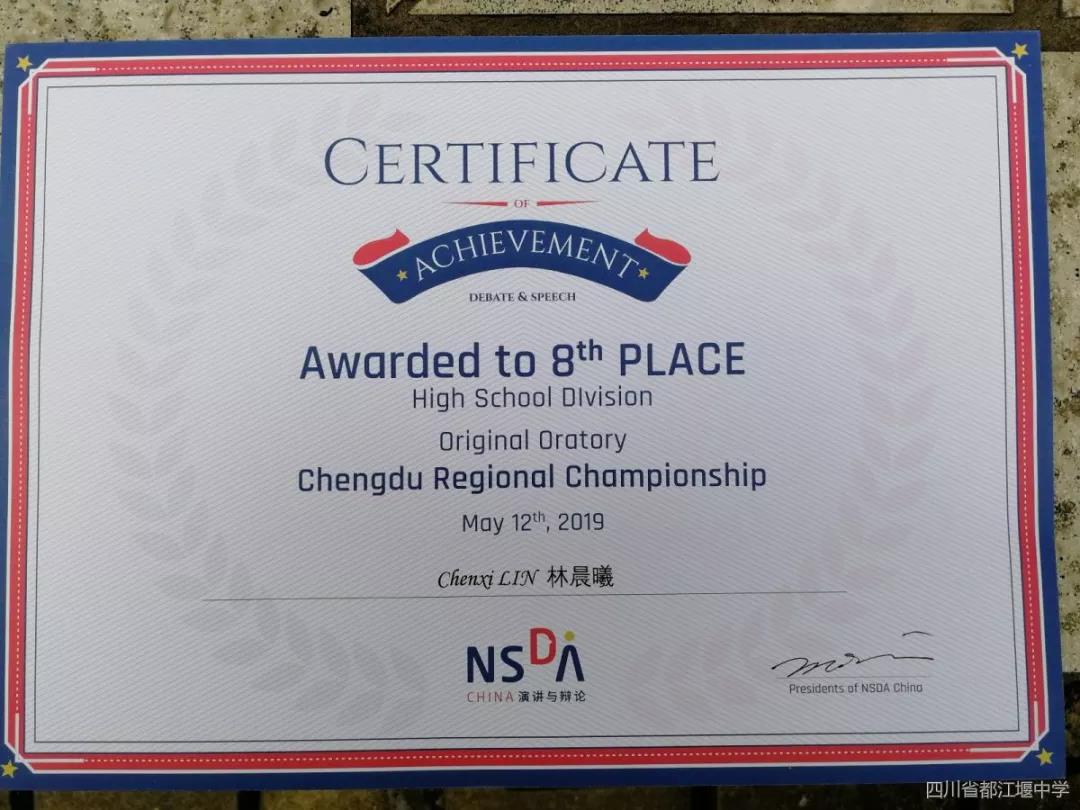 CERTIFICATE
OF
ACHIEVEMENT
DEBATE & SPEECH
Awarded to 8th PLACE
High School DIvision
Original Oratory
Chengdu Regional Championship
May 12th, 2019
Chenxi LIN 林晨曦
NSDA
CHINA 演讲与辩论
Presidents of NSDA China
四川省都江堰中学